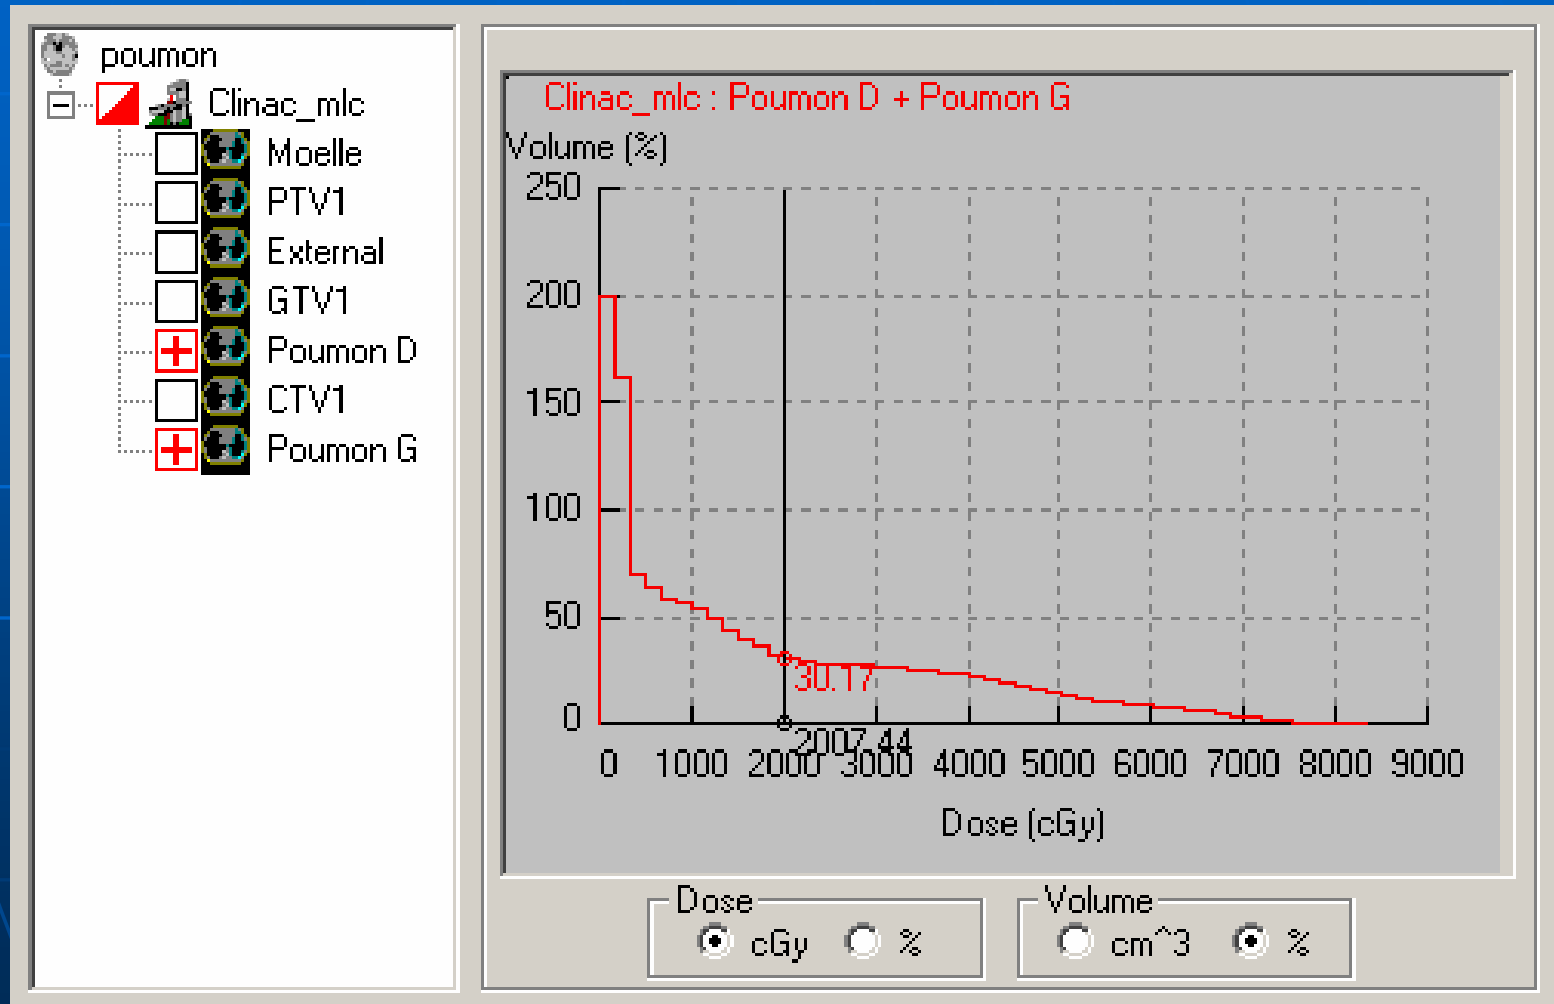 poumon
Clinac_mlc
Moelle
PTV1
External
GTV1
Poumon D
CTV1
Poumon G
Clinac_mlc : Poumon D + Poumon G
Volume (%)
250
200
150
100
50
0
30.17
2007.44
0 1000 2000 3000 4000 5000 6000 7000 8000 9000
Dose (cGy)
Dose
cGy %
Volume
cm^3 %